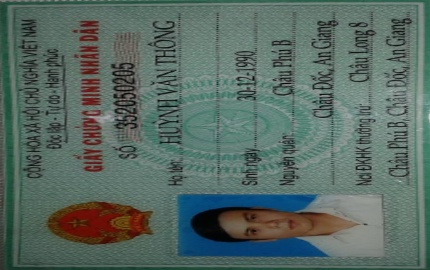 CỘNG HÒA XÃ HỘI CHỦ NGHĨA VIỆT NAM
Độc lập - Tự do - Hạnh phúc
GIẤY CHỨNG MINH NHÂN DÂN
SỐ 352050205
Họ tên: HUỲNH VĂN THÔNG
Sinh ngày 30-12-1990
Nguyên quán Châu Phú B
Châu Đốc, An Giang
Nơi ĐKHK thường trú Châu Long 8
Châu Phú B, Châu Đốc, An Giang